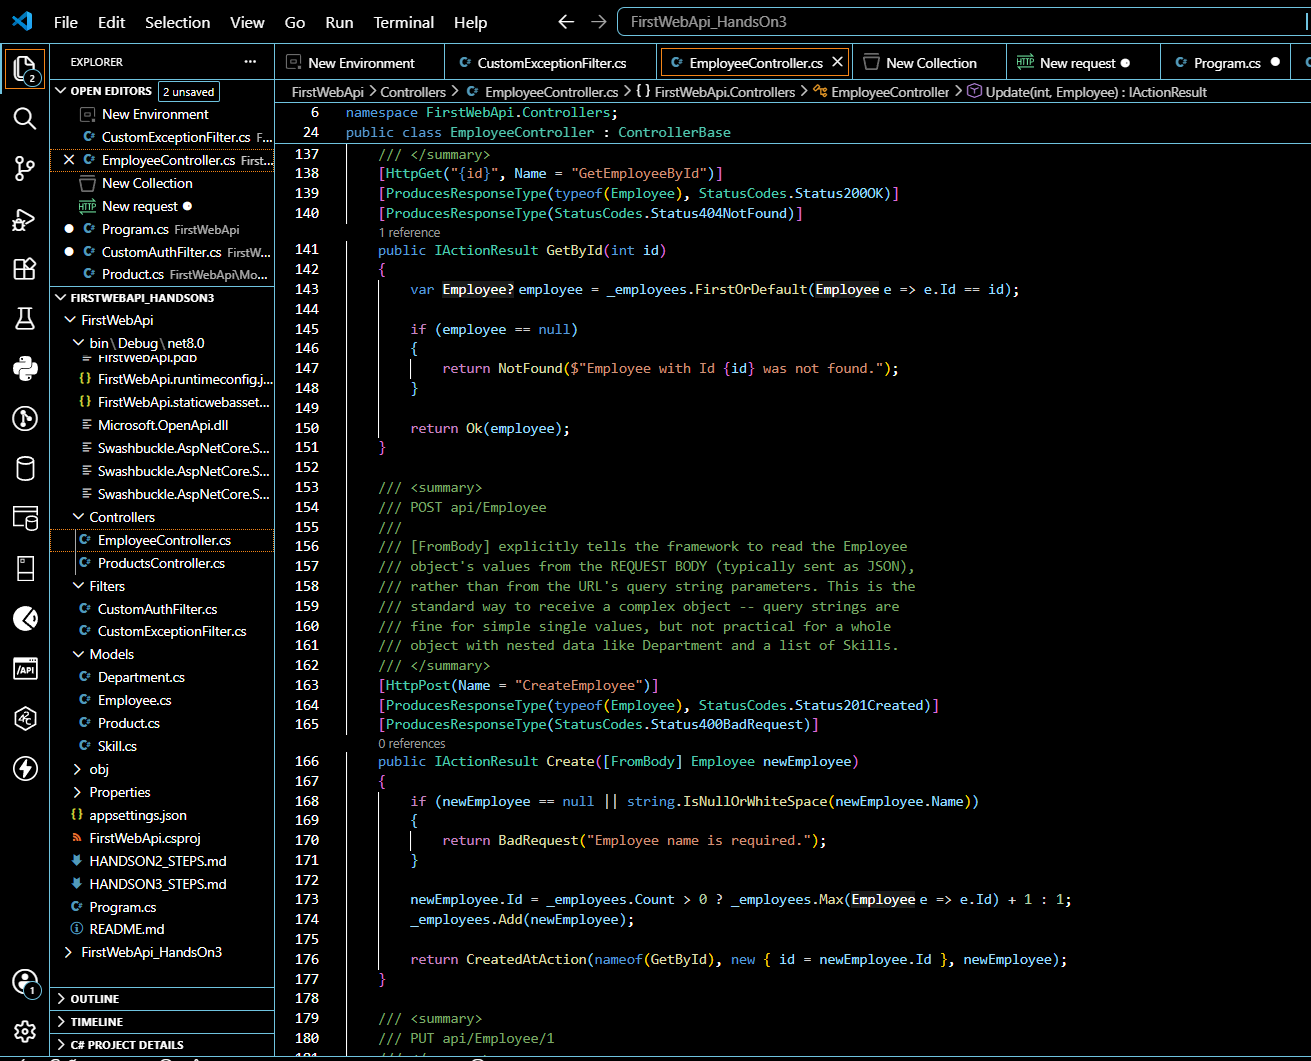 File Edit Selection View Go Run Terminal Help
FirstWebApi_HandsOn3
EXPLORER ···
New Environment
CustomExceptionFilter.cs
EmployeeController.cs
New Collection
HTTP New request
Program.cs
OPEN EDITORS 2 unsaved
New Environment
CustomExceptionFilter.cs F...
EmployeeController.cs First...
New Collection
HTTP New request
Program.cs FirstWebApi
CustomAuthFilter.cs FirstW...
Product.cs FirstWebApi\Mo...
FIRSTWEBAPI_HANDSON3
FirstWebApi
bin\Debug\net8.0
FirstWebApi.pdb
FirstWebApi.runtimeconfig.j...
FirstWebApi.staticwebasset...
Microsoft.OpenApi.dll
Swashbuckle.AspNetCore.S...
Swashbuckle.AspNetCore.S...
Swashbuckle.AspNetCore.S...
Controllers
EmployeeController.cs
ProductsController.cs
Filters
CustomAuthFilter.cs
CustomExceptionFilter.cs
Models
Department.cs
Employee.cs
Product.cs
Skill.cs
obj
Properties
appsettings.json
FirstWebApi.csproj
HANDSON2_STEPS.md
HANDSON3_STEPS.md
Program.cs
README.md
FirstWebApi_HandsOn3
OUTLINE
TIMELINE
C# PROJECT DETAILS
2
/API
1
FirstWebApi > Controllers > EmployeeController.cs > {} FirstWebApi.Controllers > EmployeeController > Update(int, Employee) : IActionResult
6 namespace FirstWebApi.Controllers;
24 public class EmployeeController : ControllerBase
137 /// </summary>
138 [HttpGet("{id}", Name = "GetEmployeeById")]
139 [ProducesResponseType(typeof(Employee), StatusCodes.Status200OK)]
140 [ProducesResponseType(StatusCodes.Status404NotFound)]
1 reference
141 public IActionResult GetById(int id)
142 {
143 var Employee? employee = _employees.FirstOrDefault(Employee e => e.Id == id);
144
145 if (employee == null)
146 {
147 return NotFound($"Employee with Id {id} was not found.");
148 }
149
150 return Ok(employee);
151 }
152
153 /// <summary>
154 /// POST api/Employee
155 ///
156 /// [FromBody] explicitly tells the framework to read the Employee
157 /// object's values from the REQUEST BODY (typically sent as JSON),
158 /// rather than from the URL's query string parameters. This is the
159 /// standard way to receive a complex object -- query strings are
160 /// fine for simple single values, but not practical for a whole
161 /// object with nested data like Department and a list of Skills.
162 /// </summary>
163 [HttpPost(Name = "CreateEmployee")]
164 [ProducesResponseType(typeof(Employee), StatusCodes.Status201Created)]
165 [ProducesResponseType(StatusCodes.Status400BadRequest)]
0 references
166 public IActionResult Create([FromBody] Employee newEmployee)
167 {
168 if (newEmployee == null || string.IsNullOrWhiteSpace(newEmployee.Name))
169 {
170 return BadRequest("Employee name is required.");
171 }
172
173 newEmployee.Id = _employees.Count > 0 ? _employees.Max(Employee e => e.Id) + 1 : 1;
174 _employees.Add(newEmployee);
175
176 return CreatedAtAction(nameof(GetById), new { id = newEmployee.Id }, newEmployee);
177 }
178
179 /// <summary>
180 /// PUT api/Employee/1